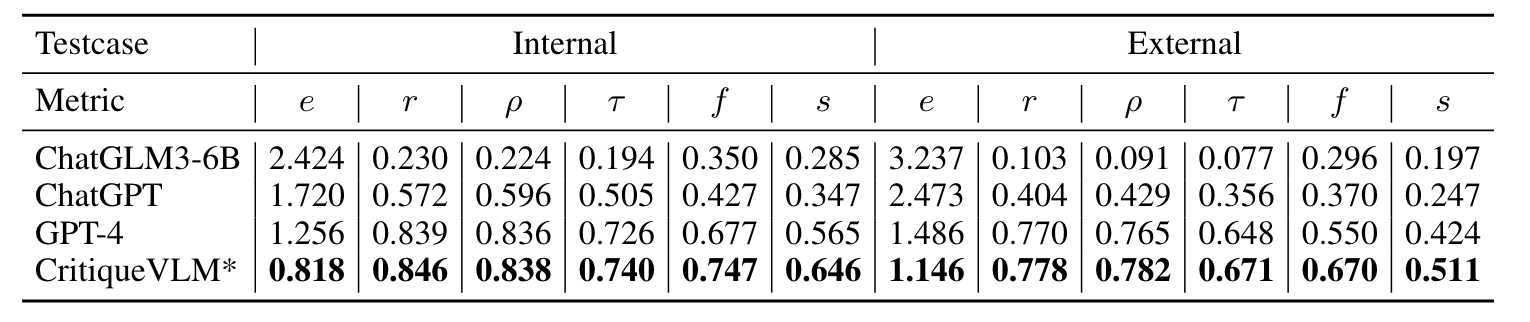 Testcase Internal External
Metric e r ρ τ f s e r ρ τ f s
ChatGLM3-6B 2.424 0.230 0.224 0.194 0.350 0.285 3.237 0.103 0.091 0.077 0.296 0.197
ChatGPT 1.720 0.572 0.596 0.505 0.427 0.347 2.473 0.404 0.429 0.356 0.370 0.247
GPT-4 1.256 0.839 0.836 0.726 0.677 0.565 1.486 0.770 0.765 0.648 0.550 0.424
CritiqueVLM* 0.818 0.846 0.838 0.740 0.747 0.646 1.146 0.778 0.782 0.671 0.670 0.511